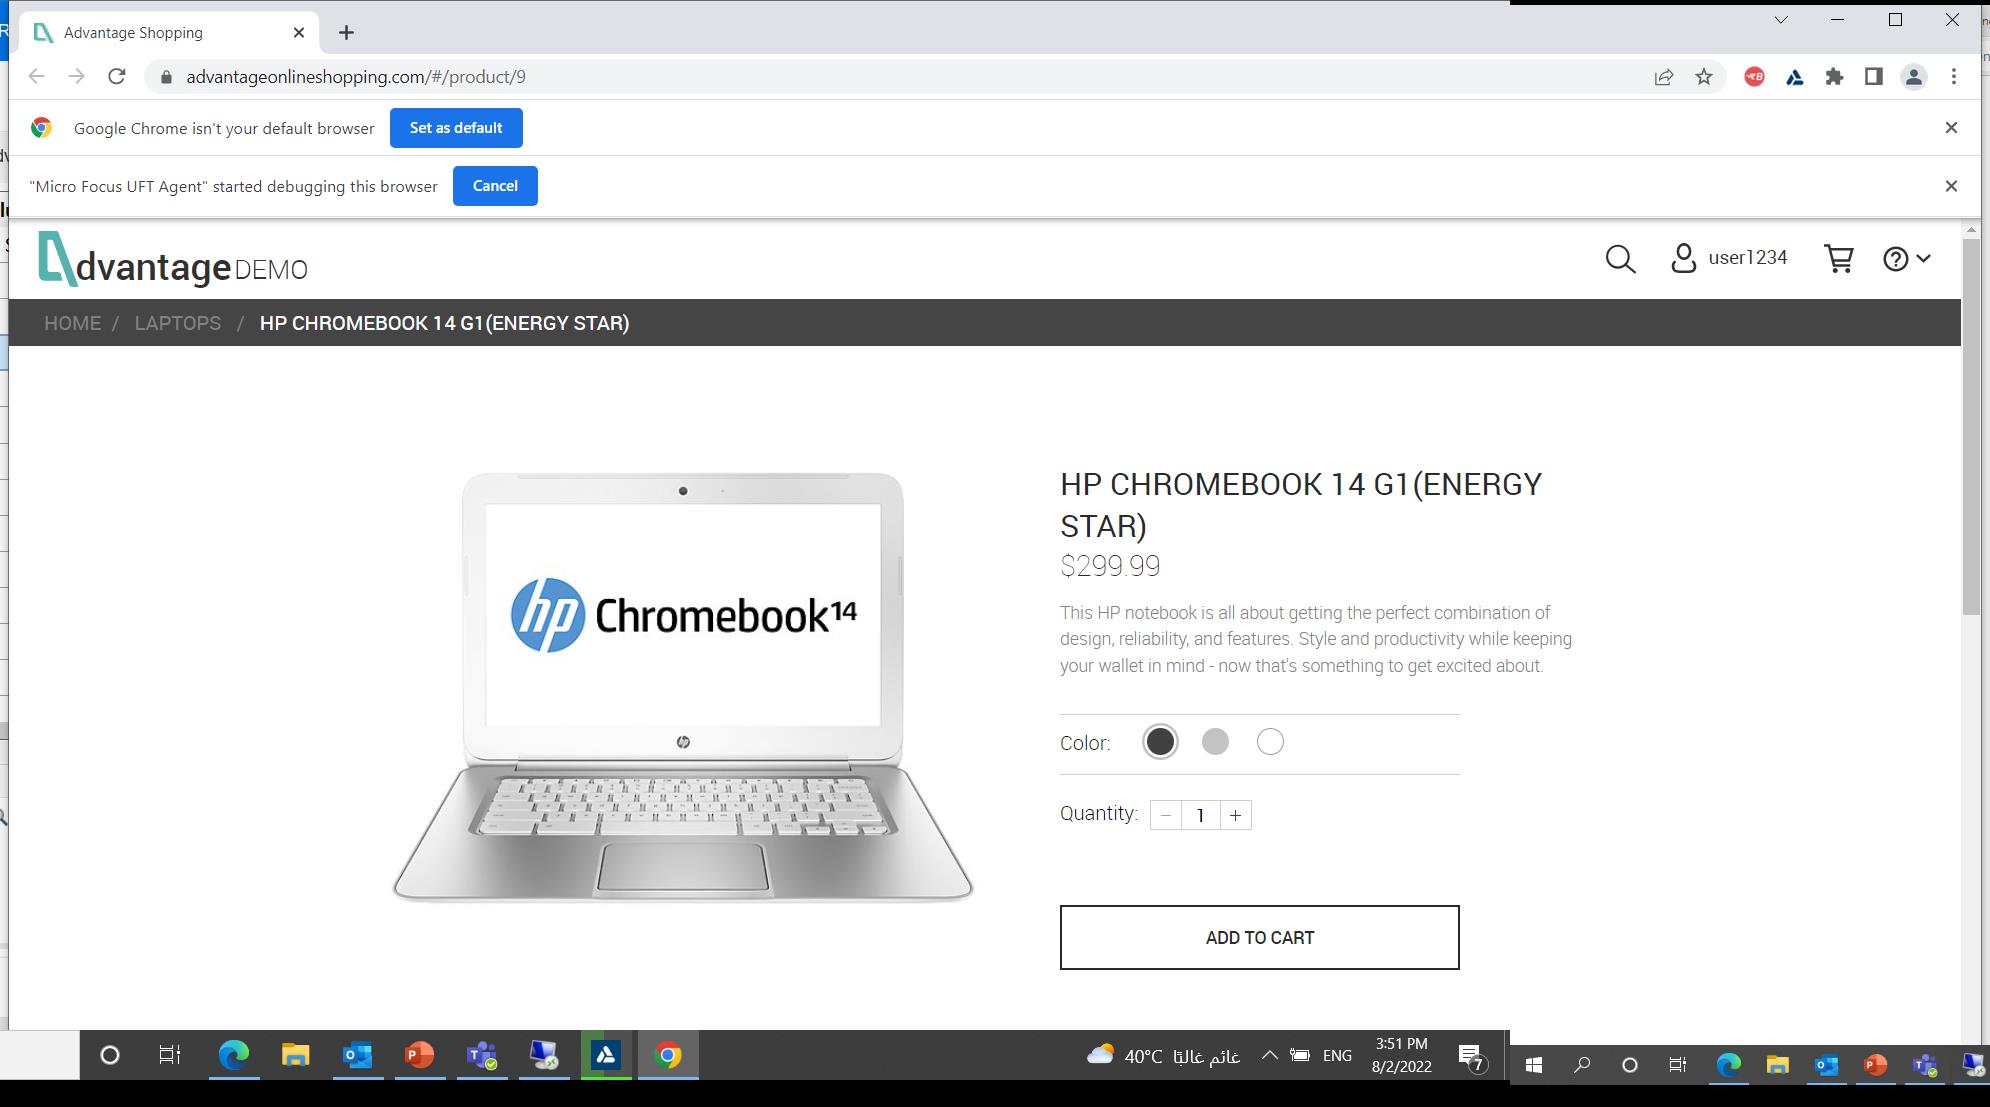 Advantage Shopping
advantageonlineshopping.com/#/product/9
Google Chrome isn't your default browser
Set as default
"Micro Focus UFT Agent" started debugging this browser
Cancel
dvantage DEMO
user1234
HOME / LAPTOPS / HP CHROMEBOOK 14 G1(ENERGY STAR)
HP CHROMEBOOK 14 G1(ENERGY
STAR)
$299.99
This HP notebook is all about getting the perfect combination of
design, reliability, and features. Style and productivity while keeping
your wallet in mind - now that's something to get excited about.
hp Chromebook14
hp
Color:
Quantity: − 1 +
ADD TO CART
40°C غائم غالبًا
ENG
3:51 PM
8/2/2022
7